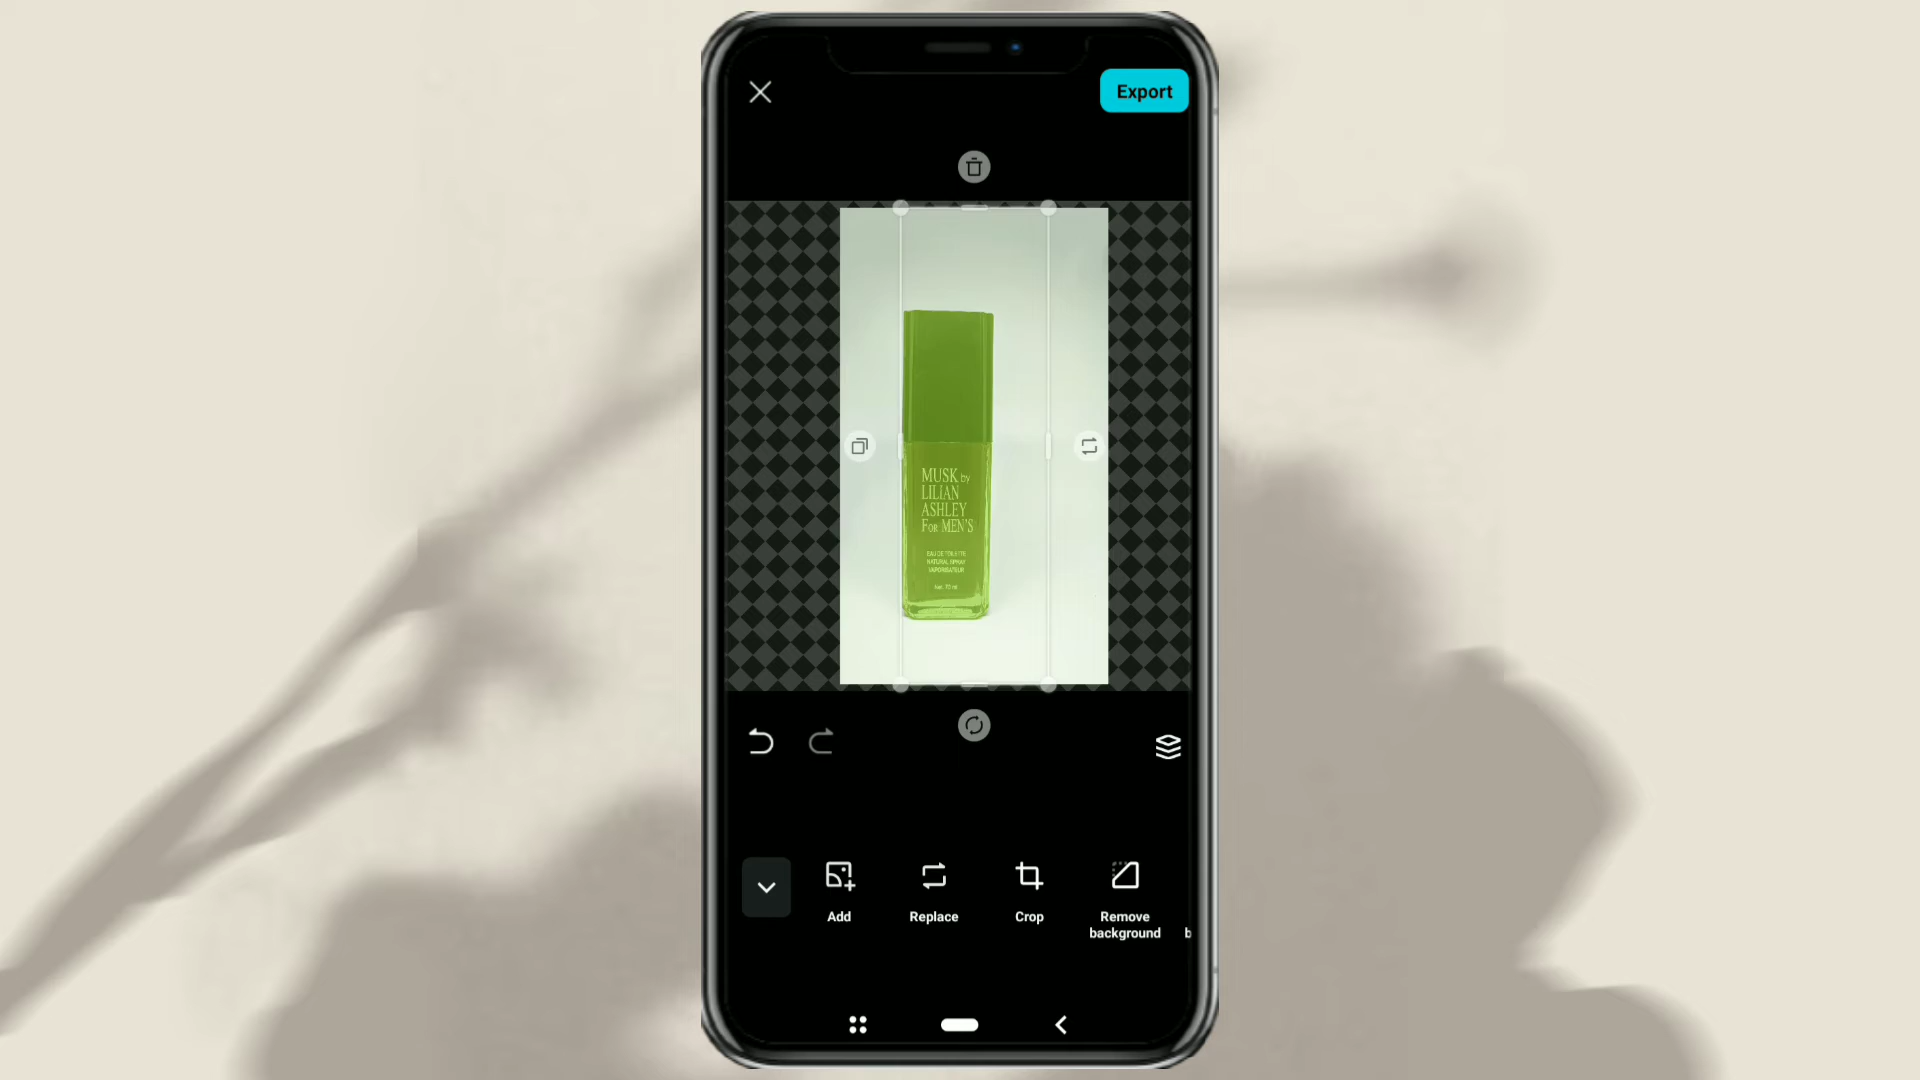 Export
MUSK by
LILIAN
ASHLEY
FOR MEN'S
EAU DE TOILETTE
NATURAL SPRAY
VAPORISATEUR
Add
Replace
Crop
Remove
background
b